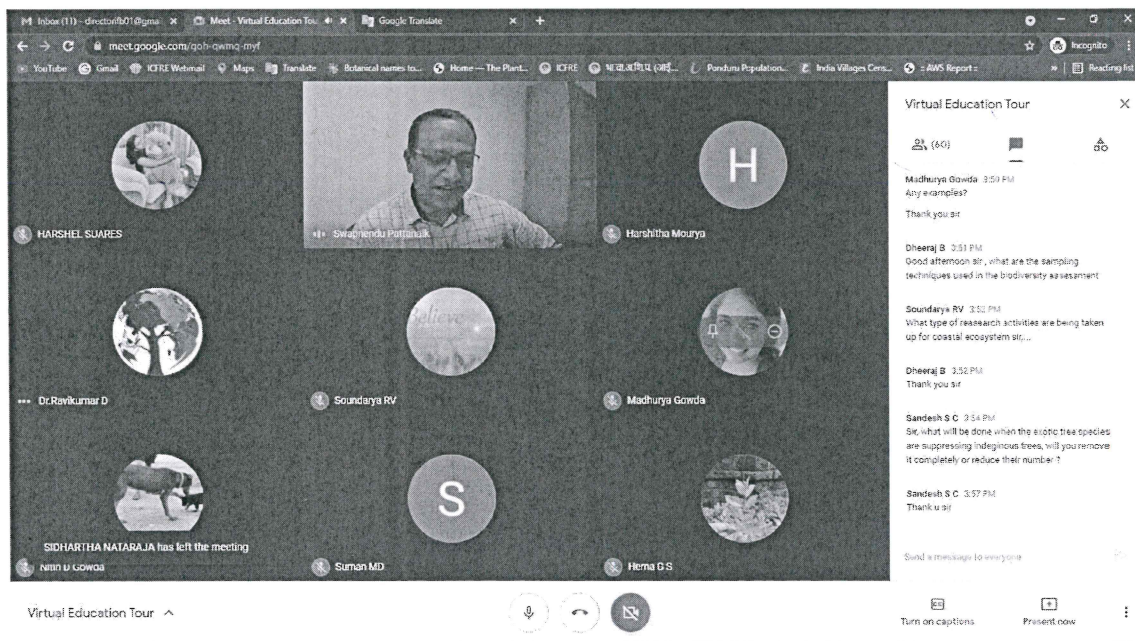 Inbox (11) - directorifb01@gma
Meet - Virtual Education Tou
Google Translate
meet.google.com/qoh-qwmq-myf
Incognito
YouTube
Gmail
ICFRE Webmail
Maps
Translate
Botanical names to...
Home — The Plant...
ICFRE
India Villages Cens...
:: AWS Report ::
Reading list
Virtual Education Tour
(60)
HARSHEL SUARES
Swapnendu Pattanaik
H
Harshitha Mourya
Dr.Ravikumar D
Believe
Soundarya RV
Madhurya Gowda
SIDHARTHA NATARAJA has left the meeting
Nitin D Gowda
S
Suman MD
Hema G S
Madhurya Gowda 3:50 PM
Any examples?
Thank you sir
Dheeraj B 3:51 PM
Good afternoon sir , what are the sampling
techniques used in the biodiversity assesament
Soundarya RV 3:52 PM
What type of reasearch activities are being taken
up for coastal ecosystem sir,...
Dheeraj B 3:52 PM
Thank you sir
Sandesh S C 3:54 PM
Sir, what will be done when the exotic tree species
are suppressing indeginous trees, will you remove
it completely or reduce their number ?
Sandesh S C 3:57 PM
Thank u sir
Send a message to everyone
Virtual Education Tour
Turn on captions
Present now